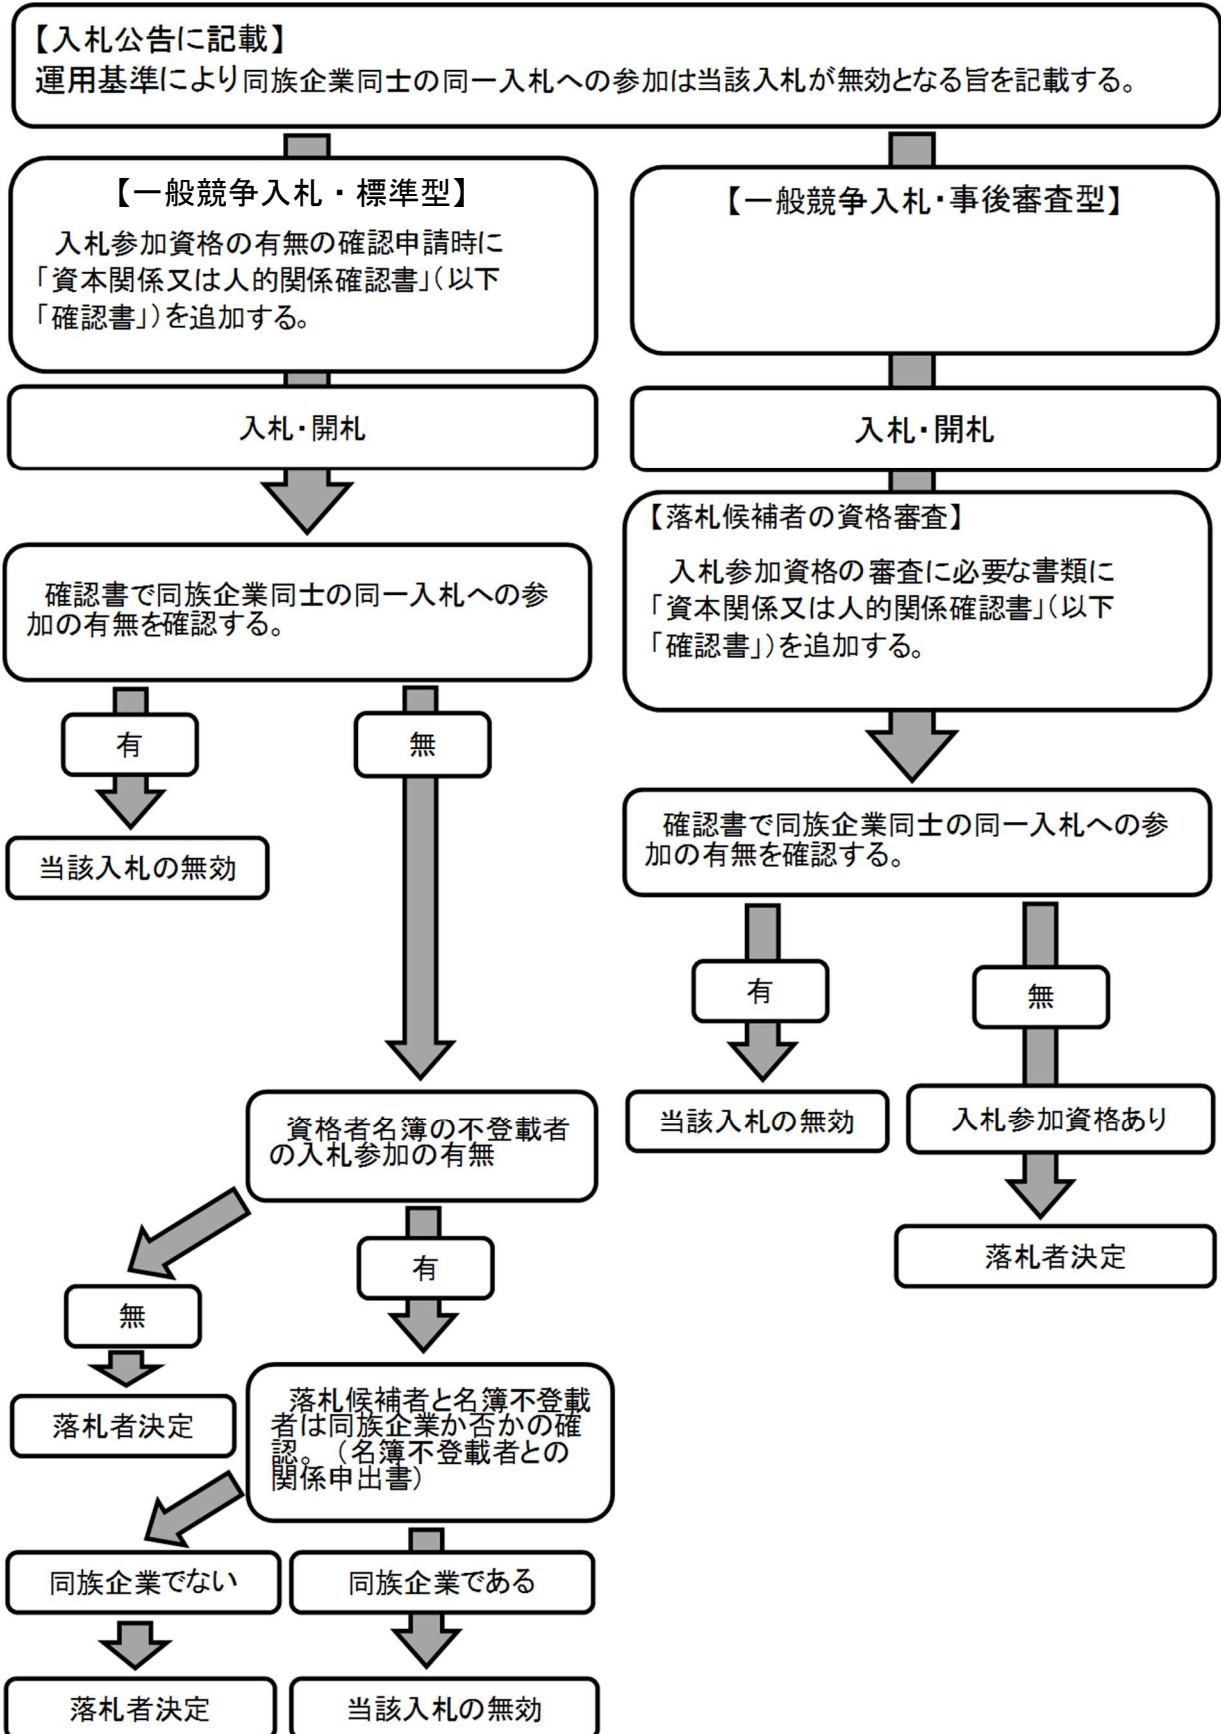 【入札公告に記載】
運用基準により同族企業同士の同一入札への参加は当該入札が無効となる旨を記載する。
【一般競争入札・標準型】
入札参加資格の有無の確認申請時に
「資本関係又は人的関係確認書」（以下
「確認書」）を追加する。
入札・開札
確認書で同族企業同士の同一入札への参
加の有無を確認する。
有
無
当該入札の無効
資格者名簿の不登載者
の入札参加の有無
無
有
落札者決定
落札候補者と名簿不登載
者は同族企業か否かの確
認。（名簿不登載者との
関係申出書）
同族企業でない
同族企業である
落札者決定
当該入札の無効
【一般競争入札・事後審査型】
入札・開札
【落札候補者の資格審査】
入札参加資格の審査に必要な書類に
「資本関係又は人的関係確認書」（以下
「確認書」）を追加する。
確認書で同族企業同士の同一入札への参
加の有無を確認する。
有
無
当該入札の無効
入札参加資格あり
落札者決定